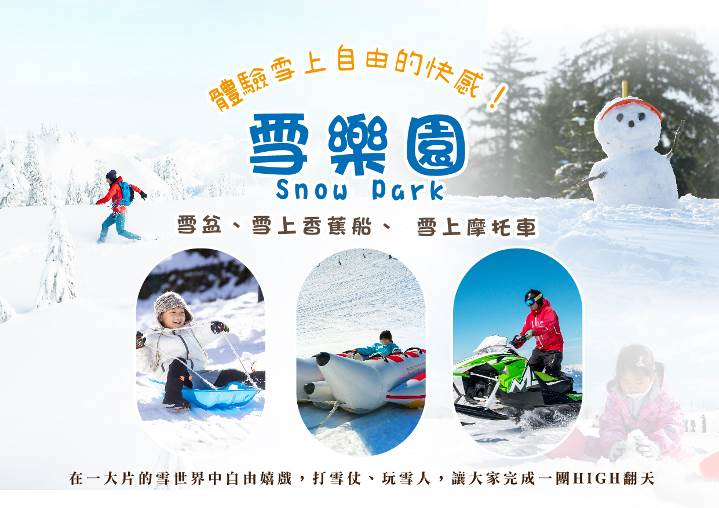 體驗雪上自由的快感！
雪樂園
Snow Park
雪盆、雪上香蕉船、 雪上摩托車
在一大片的雪世界中自由嬉戲，打雪仗、玩雪人，讓大家完成一團HIGH翻天